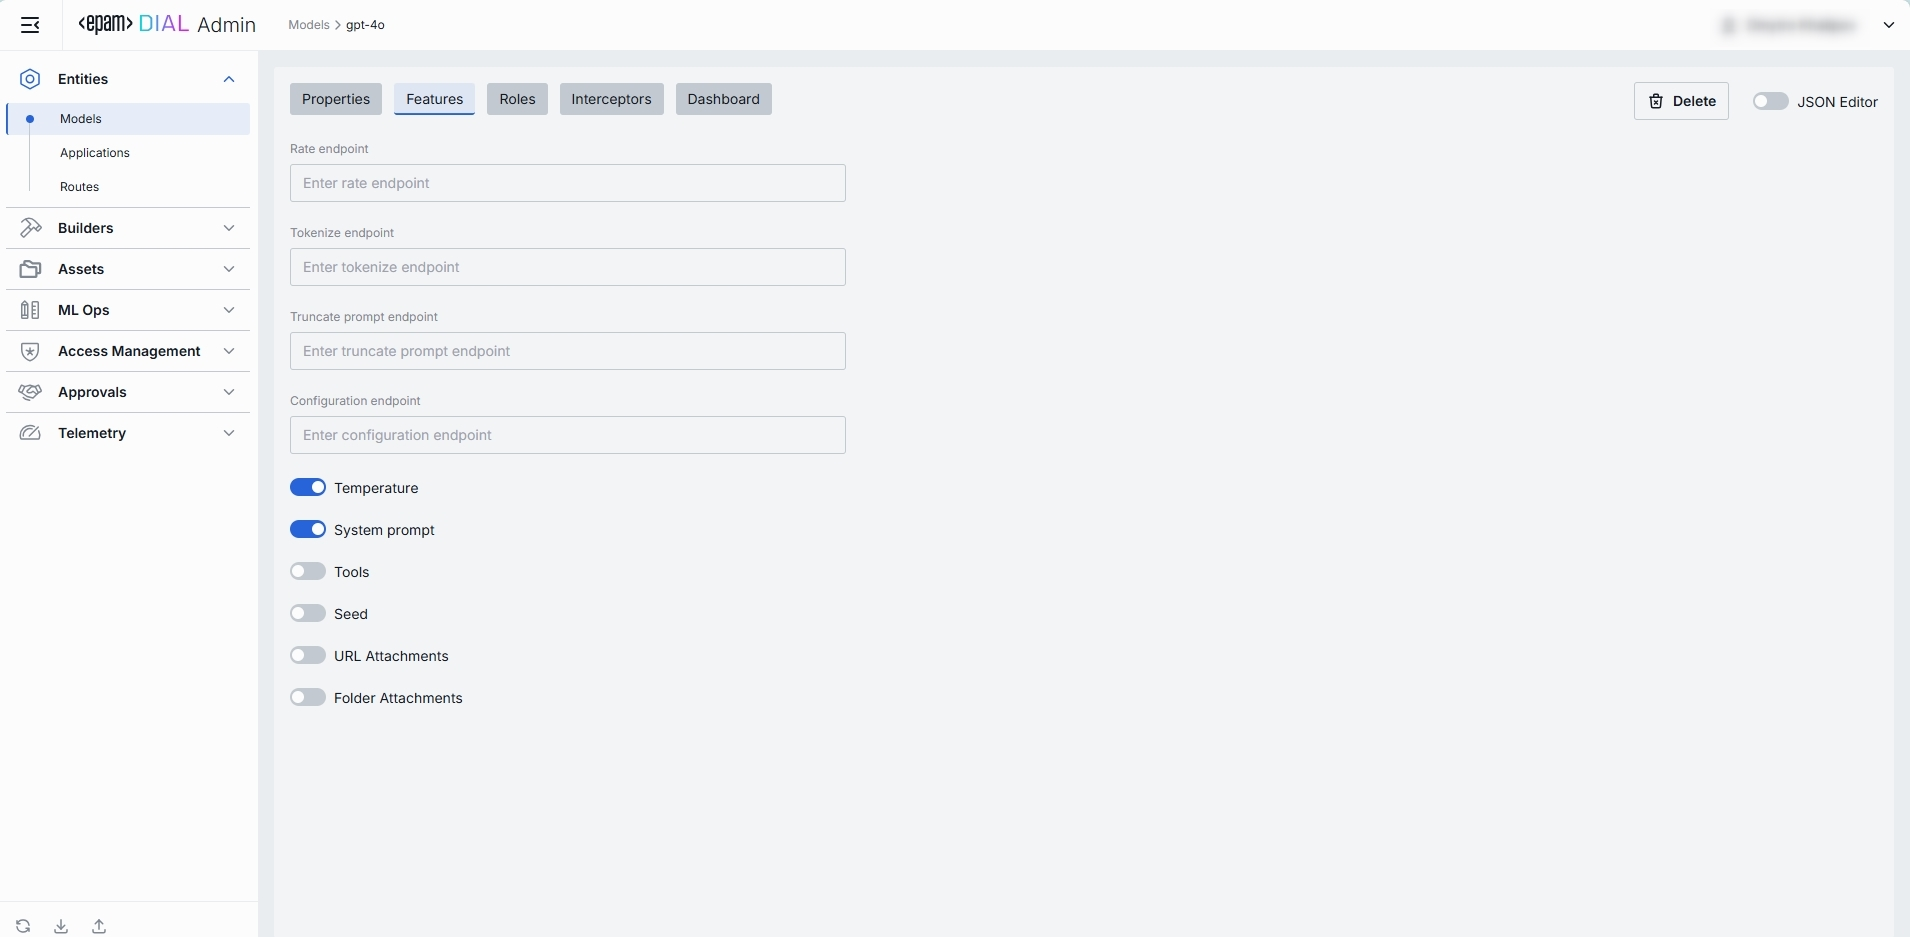 <epam> DIAL Admin
Models > gpt-4o
Entities
Models
Applications
Routes
Builders
Assets
ML Ops
Access Management
Approvals
Telemetry
Properties
Features
Roles
Interceptors
Dashboard
Delete
JSON Editor
Rate endpoint
Enter rate endpoint
Tokenize endpoint
Enter tokenize endpoint
Truncate prompt endpoint
Enter truncate prompt endpoint
Configuration endpoint
Enter configuration endpoint
Temperature
System prompt
Tools
Seed
URL Attachments
Folder Attachments